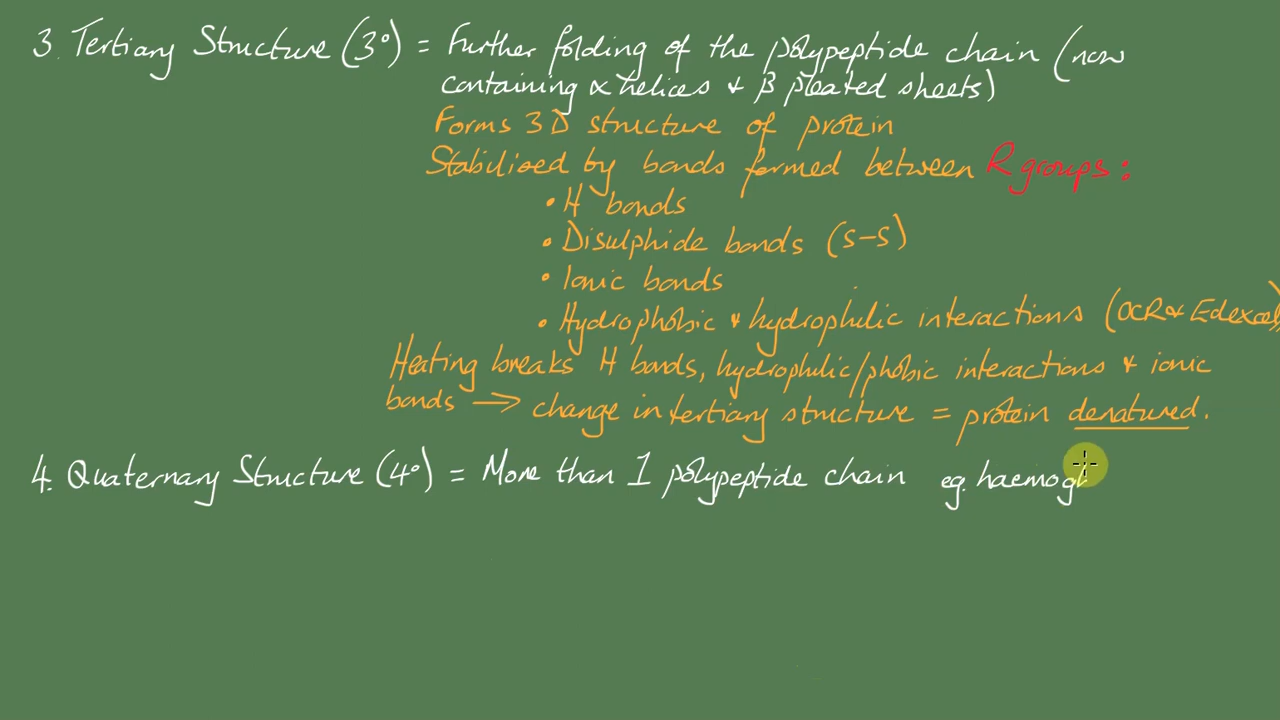 3. Tertiary Structure (3°) = Further folding of the polypeptide chain (now
containing α helices & β pleated sheets)
Forms 3D structure of protein
Stabilised by bonds formed between R groups:
• H bonds
• Disulphide bonds (S-S)
• Ionic bonds
• Hydrophobic & hydrophilic interactions (OCR & Edexcel)
Heating breaks H bonds, hydrophilic/phobic interactions & ionic
bonds → change in tertiary structure = protein denatured.
4. Quaternary Structure (4°) = More than 1 polypeptide chain eg. haemogl